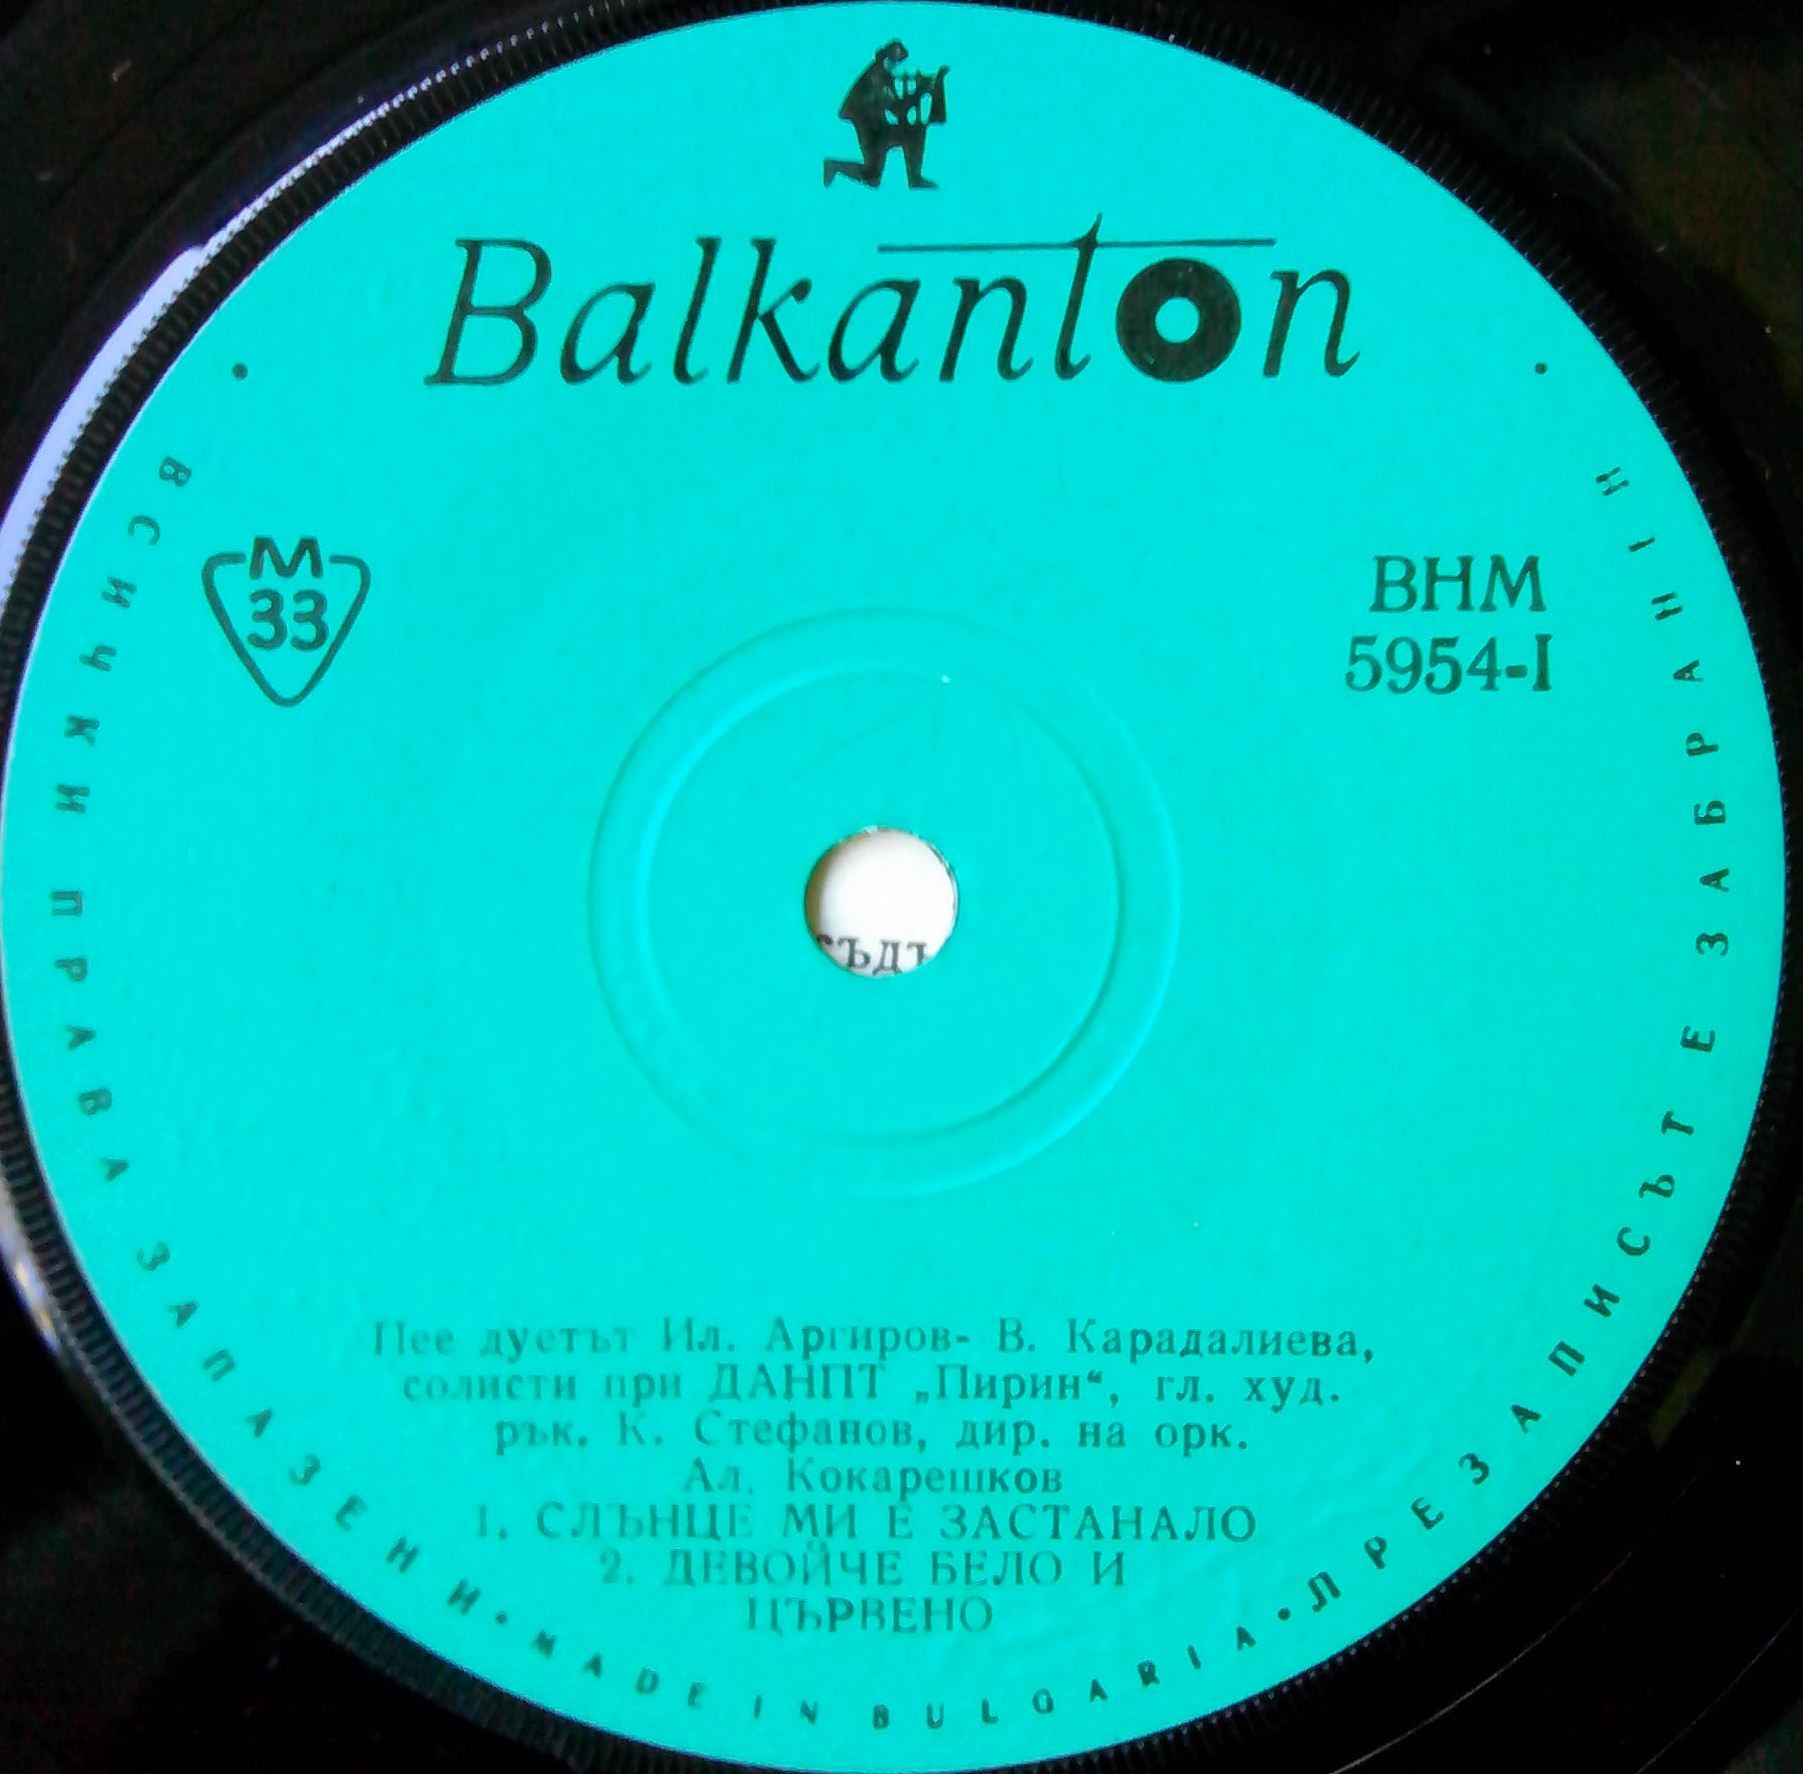 Balkanton
М
33
ВНМ
5954-I
Пее дуетът Ил. Аргиров- В. Карадалиева,
солисти при ДАНПТ „Пирин“, гл. худ.
рък. К. Стефанов, дир. на орк.
Ал. Кокарешков
1. СЛЪНЦЕ МИ Е ЗАСТАНАЛО
2. ДЕВОЙЧЕ БЕЛО И
ЦЪРВЕНО
ВСИЧКИ ПРАВА ЗАПАЗЕНИ • MADE IN BULGARIA • ПРЕЗАПИСЪТ Е ЗАБРАНЕН